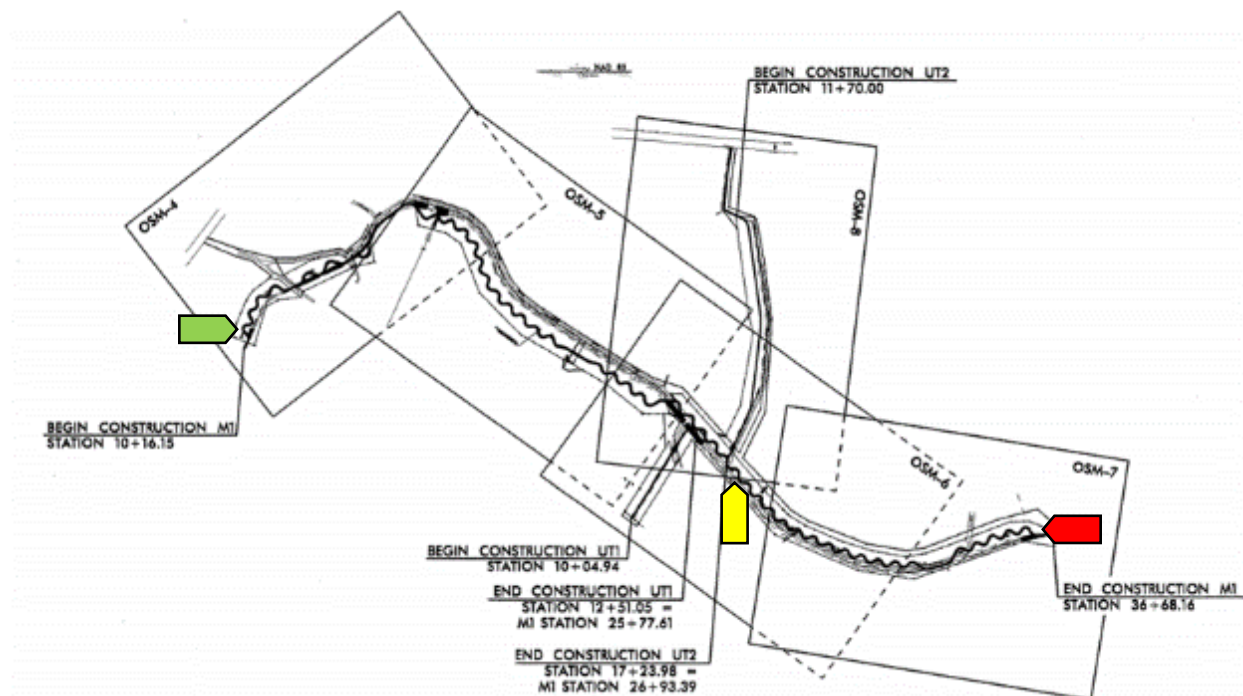 NAD 83
BEGIN CONSTRUCTION UT2
STATION 11+70.00
OSM-4
OSM-5
OSM-8
BEGIN CONSTRUCTION M1
STATION 10+16.15
OSM-6
OSM-7
BEGIN CONSTRUCTION UT1
STATION 10+04.94
END CONSTRUCTION UT1
STATION 12+51.05 =
M1 STATION 25+77.61
END CONSTRUCTION M1
STATION 36+68.16
END CONSTRUCTION UT2
STATION 17+23.98 =
M1 STATION 26+93.39